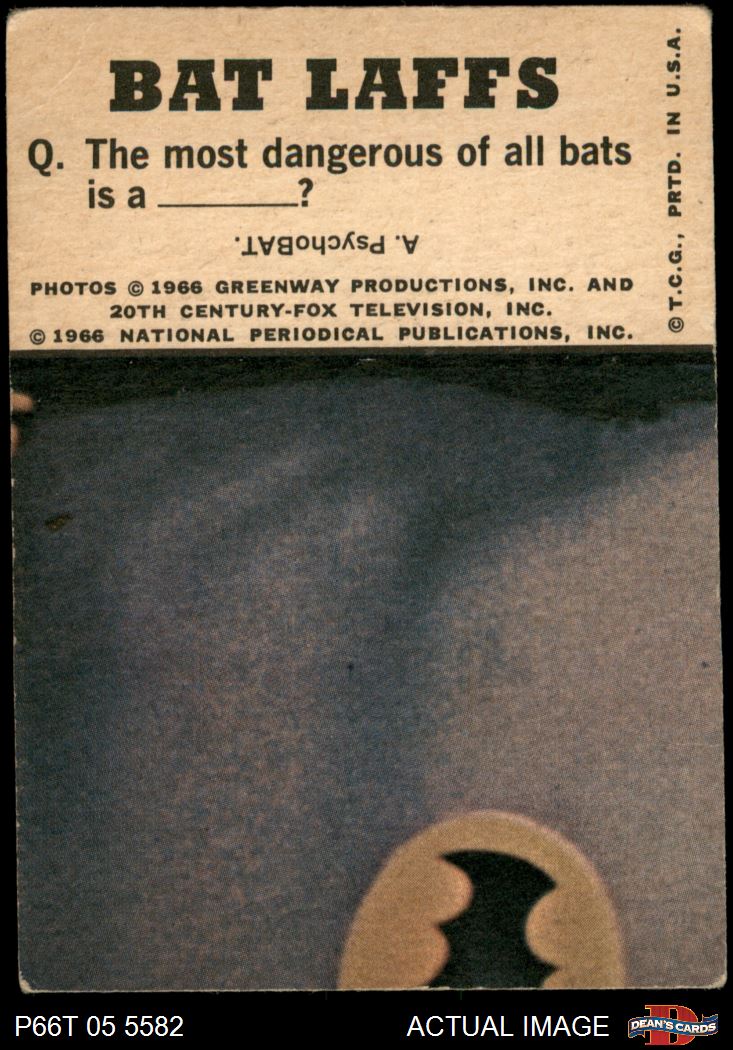 BAT LAFFS
Q. The most dangerous of all bats
is a ________?
A. PsychoBAT.
PHOTOS © 1966 GREENWAY PRODUCTIONS, INC. AND
20TH CENTURY-FOX TELEVISION, INC.
© 1966 NATIONAL PERIODICAL PUBLICATIONS, INC.
© T.C.G., PRTD. IN U.S.A.
P66T 05 5582
ACTUAL IMAGE
DEAN'S CARDS